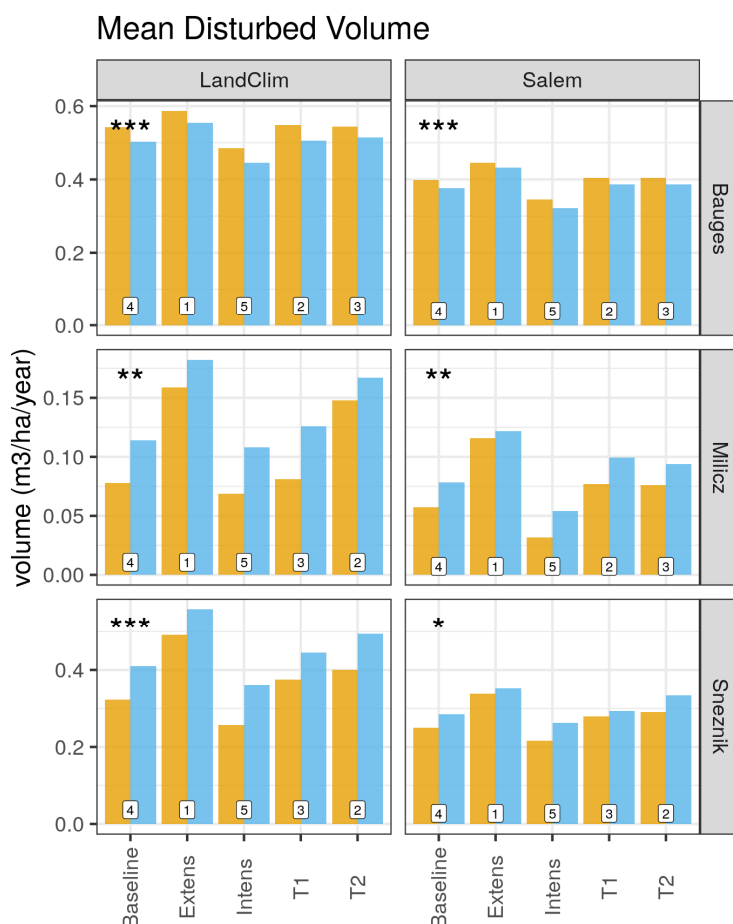 Mean Disturbed Volume
LandClim Salem
0.6
0.4
0.2
0.0
*** ***
4 1 5 2 3 4 1 5 2 3
Bauges
volume (m3/ha/year)
0.15
0.10
0.05
0.00
** **
4 1 5 3 2 4 1 5 2 3
Milicz
0.4
0.2
0.0
*** *
4 1 5 3 2 4 1 5 3 2
Sneznik
Baseline Extens Intens T1 T2 Baseline Extens Intens T1 T2